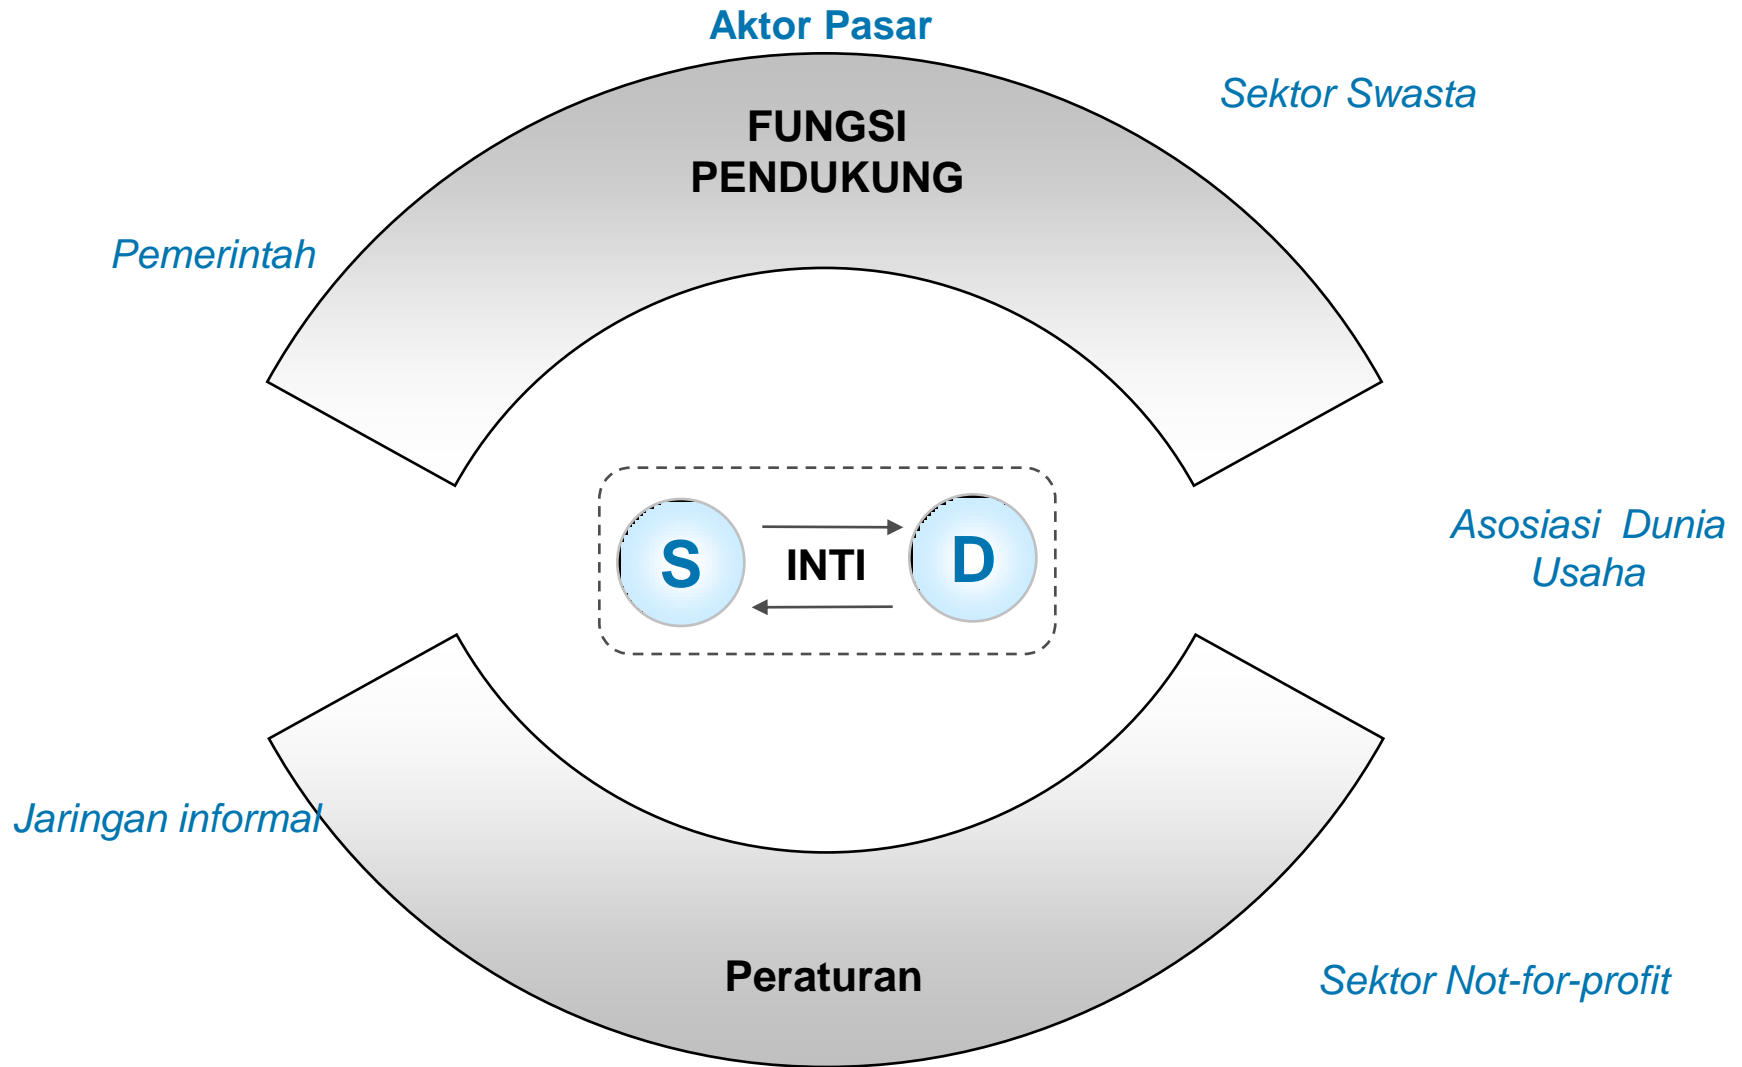 Aktor Pasar
Sektor Swasta
FUNGSI
PENDUKUNG
Pemerintah
S
INTI
D
Asosiasi Dunia
Usaha
Jaringan informal
Peraturan
Sektor Not-for-profit